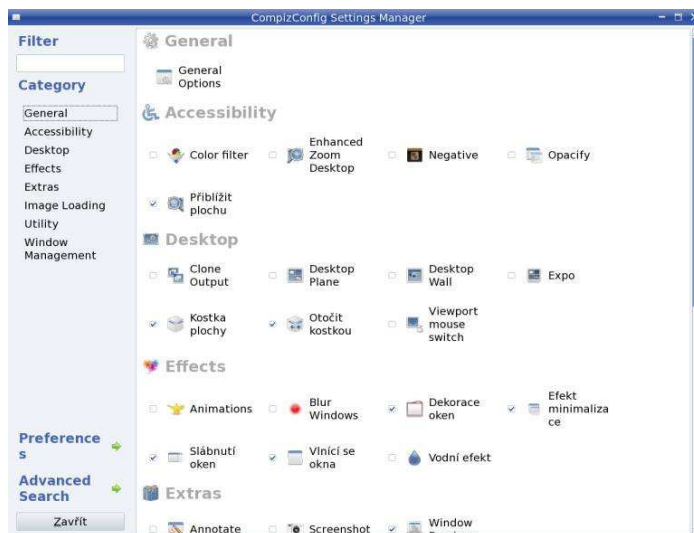 CompizConfig Settings Manager
Filter
Category
General
Accessibility
Desktop
Effects
Extras
Image Loading
Utility
Window
Management
Preference
s
Advanced
Search
Zavřít
General
General
Options
Accessibility
Color filter
Enhanced
Zoom
Desktop
Negative
Opacify
Přiblížit
plochu
Desktop
Clone
Output
Desktop
Plane
Desktop
Wall
Expo
Kostka
plochy
Otočit
kostkou
Viewport
mouse
switch
Effects
Animations
Blur
Windows
Dekorace
oken
Efekt
minimaliza
ce
Slábnutí
oken
Vlnící se
okna
Vodní efekt
Extras
Annotate
Screenshot
Window